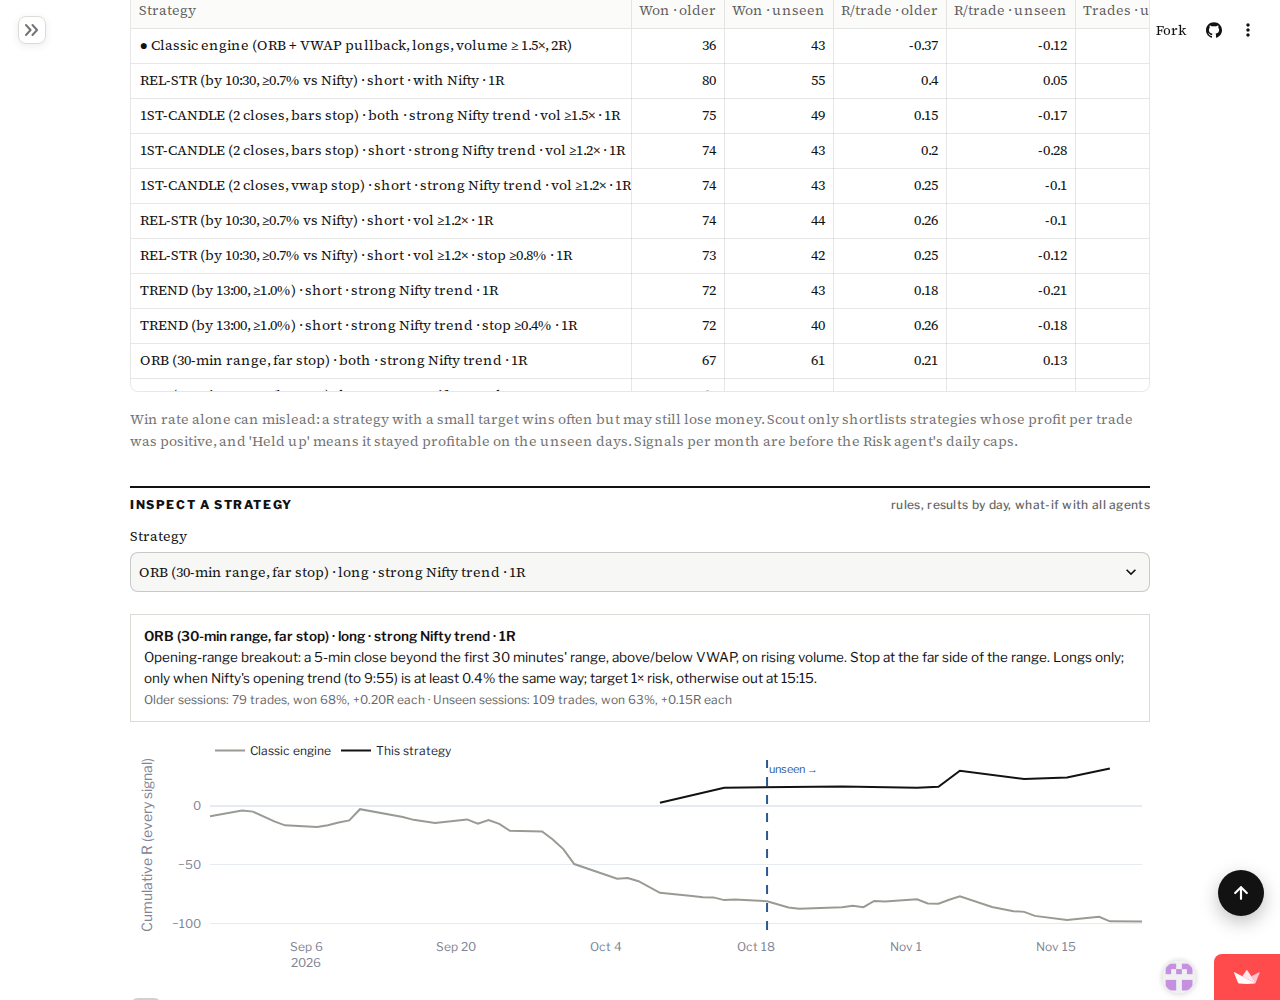 Strategy Won · older Won · unseen R/trade · older R/trade · unseen Trades · u
Fork
● Classic engine (ORB + VWAP pullback, longs, volume ≥ 1.5×, 2R) 36 43 -0.37 -0.12
REL-STR (by 10:30, ≥0.7% vs Nifty) · short · with Nifty · 1R 80 55 0.4 0.05
1ST-CANDLE (2 closes, bars stop) · both · strong Nifty trend · vol ≥1.5× · 1R 75 49 0.15 -0.17
1ST-CANDLE (2 closes, bars stop) · short · strong Nifty trend · vol ≥1.2× · 1R 74 43 0.2 -0.28
1ST-CANDLE (2 closes, vwap stop) · short · strong Nifty trend · vol ≥1.2× · 1R 74 43 0.25 -0.1
REL-STR (by 10:30, ≥0.7% vs Nifty) · short · vol ≥1.2× · 1R 74 44 0.26 -0.1
REL-STR (by 10:30, ≥0.7% vs Nifty) · short · vol ≥1.2× · stop ≥0.8% · 1R 73 42 0.25 -0.12
TREND (by 13:00, ≥1.0%) · short · strong Nifty trend · 1R 72 43 0.18 -0.21
TREND (by 13:00, ≥1.0%) · short · strong Nifty trend · stop ≥0.4% · 1R 72 40 0.26 -0.18
ORB (30-min range, far stop) · both · strong Nifty trend · 1R 67 61 0.21 0.13
Win rate alone can mislead: a strategy with a small target wins often but may still lose money. Scout only shortlists strategies whose profit per trade
was positive, and 'Held up' means it stayed profitable on the unseen days. Signals per month are before the Risk agent's daily caps.
INSPECT A STRATEGY
rules, results by day, what-if with all agents
Strategy
ORB (30-min range, far stop) · long · strong Nifty trend · 1R
ORB (30-min range, far stop) · long · strong Nifty trend · 1R
Opening-range breakout: a 5-min close beyond the first 30 minutes' range, above/below VWAP, on rising volume. Stop at the far side of the range. Longs only;
only when Nifty's opening trend (to 9:55) is at least 0.4% the same way; target 1× risk, otherwise out at 15:15.
Older sessions: 79 trades, won 68%, +0.20R each · Unseen sessions: 109 trades, won 63%, +0.15R each
Classic engine This strategy
unseen →
Cumulative R (every signal)
0
−50
−100
Sep 6 Sep 20 Oct 4 Oct 18 Nov 1 Nov 15
2026